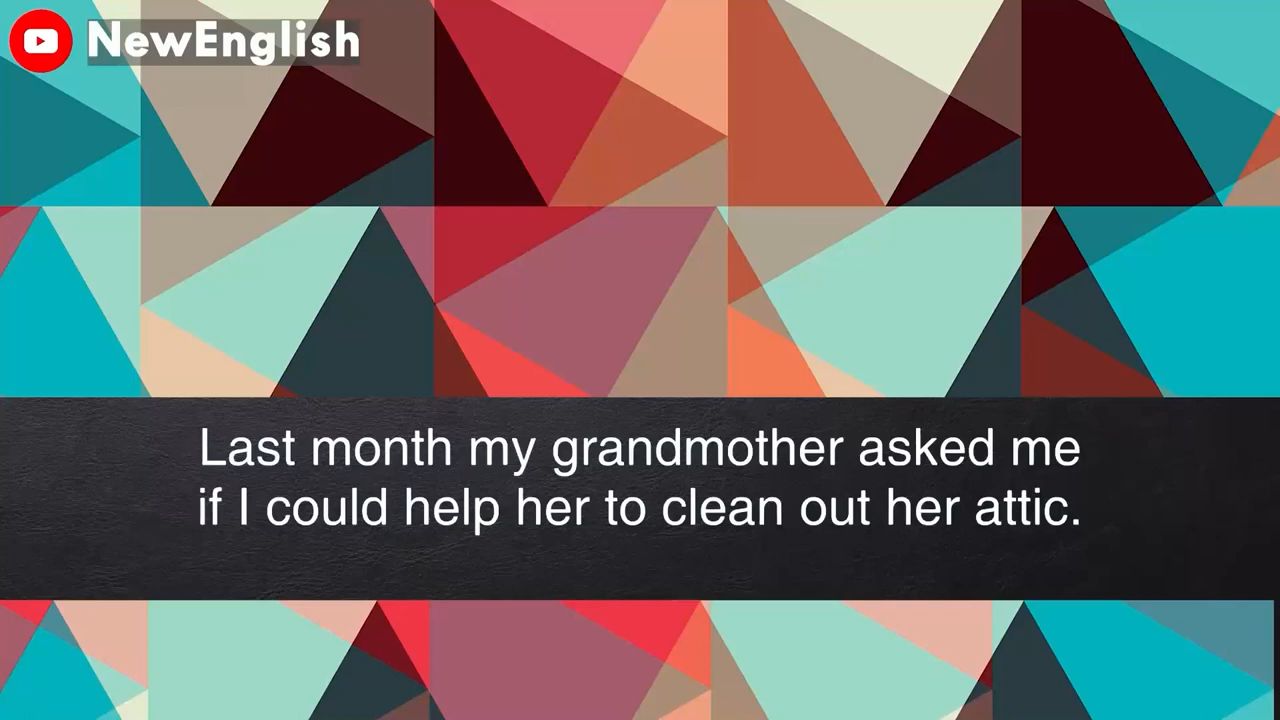 NewEnglish
Last month my grandmother asked me
if I could help her to clean out her attic.